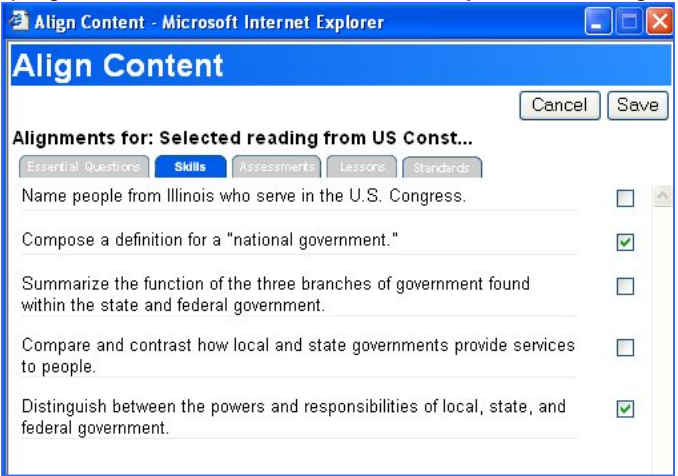 Align Content - Microsoft Internet Explorer
Align Content
Cancel Save
Alignments for: Selected reading from US Const...
Essential Questions Skills Assessments Lessons Standards
Name people from Illinois who serve in the U.S. Congress.
Compose a definition for a "national government."
Summarize the function of the three branches of government found
within the state and federal government.
Compare and contrast how local and state governments provide services
to people.
Distinguish between the powers and responsibilities of local, state, and
federal government.